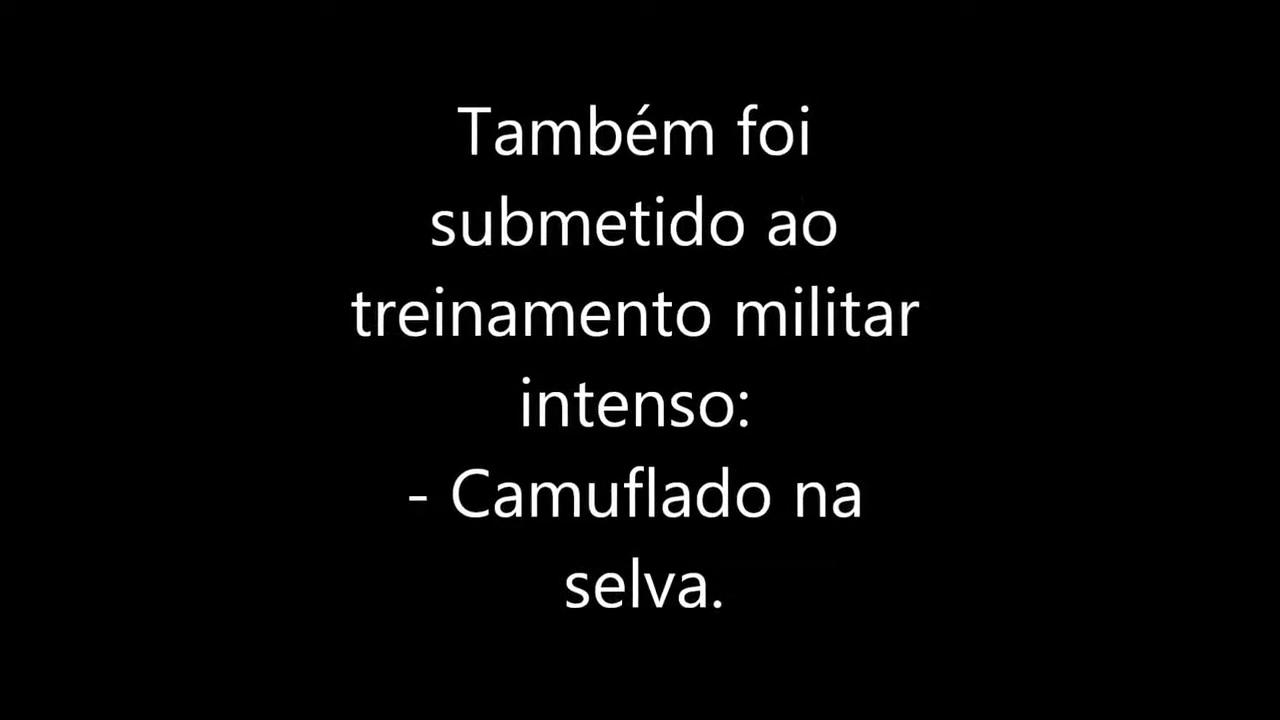 Também foi
submetido ao
treinamento militar
intenso:
- Camuflado na
selva.